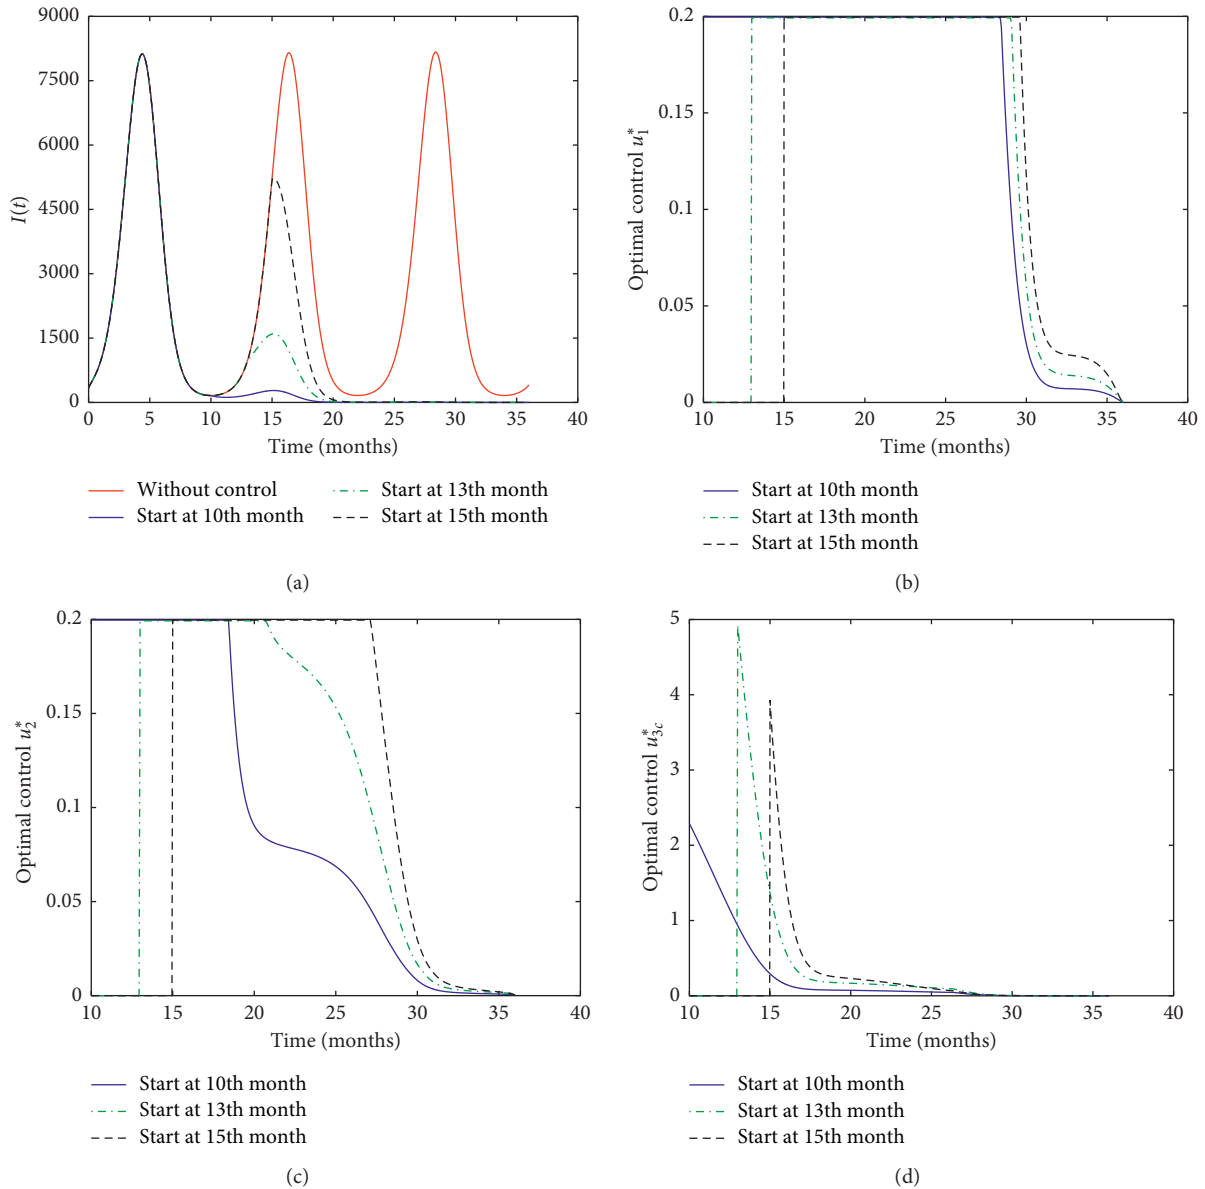 9000
7500
6000
4500
3000
1500
0
I(t)
0 5 10 15 20 25 30 35 40
Time (months)
Without control
Start at 10th month
Start at 13th month
Start at 15th month
(a)
0.2
0.15
0.1
0.05
0
Optimal control u₁*
10 15 20 25 30 35 40
Time (months)
Start at 10th month
Start at 13th month
Start at 15th month
(b)
0.2
0.15
0.1
0.05
0
Optimal control u₂*
10 15 20 25 30 35 40
Time (months)
Start at 10th month
Start at 13th month
Start at 15th month
(c)
5
4
3
2
1
0
Optimal control u*3c
10 15 20 25 30 35 40
Time (months)
Start at 10th month
Start at 13th month
Start at 15th month
(d)